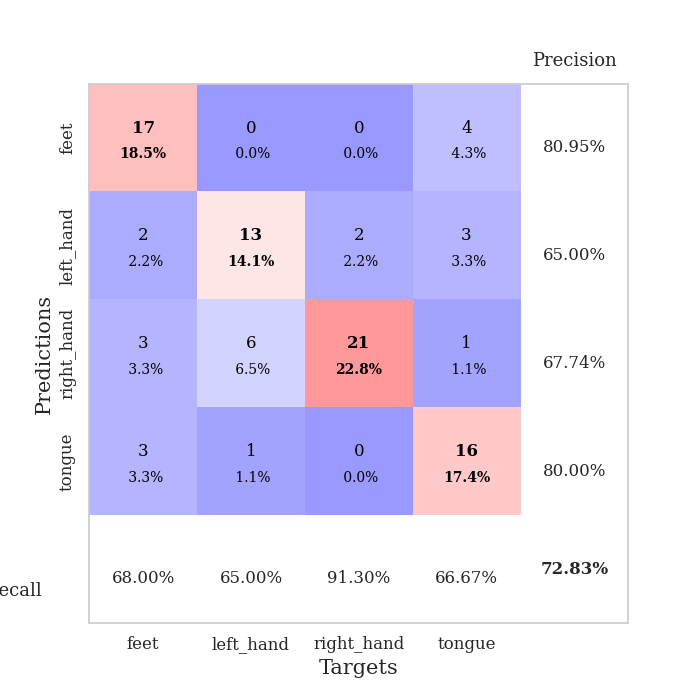 Precision
feet
17 0 0 4 80.95%
18.5% 0.0% 0.0% 4.3%
left_hand
2 13 2 3 65.00%
2.2% 14.1% 2.2% 3.3%
Predictions
right_hand
3 6 21 1 67.74%
3.3% 6.5% 22.8% 1.1%
tongue
3 1 0 16 80.00%
3.3% 1.1% 0.0% 17.4%
ecall 68.00% 65.00% 91.30% 66.67% 72.83%
feet left_hand right_hand tongue
Targets